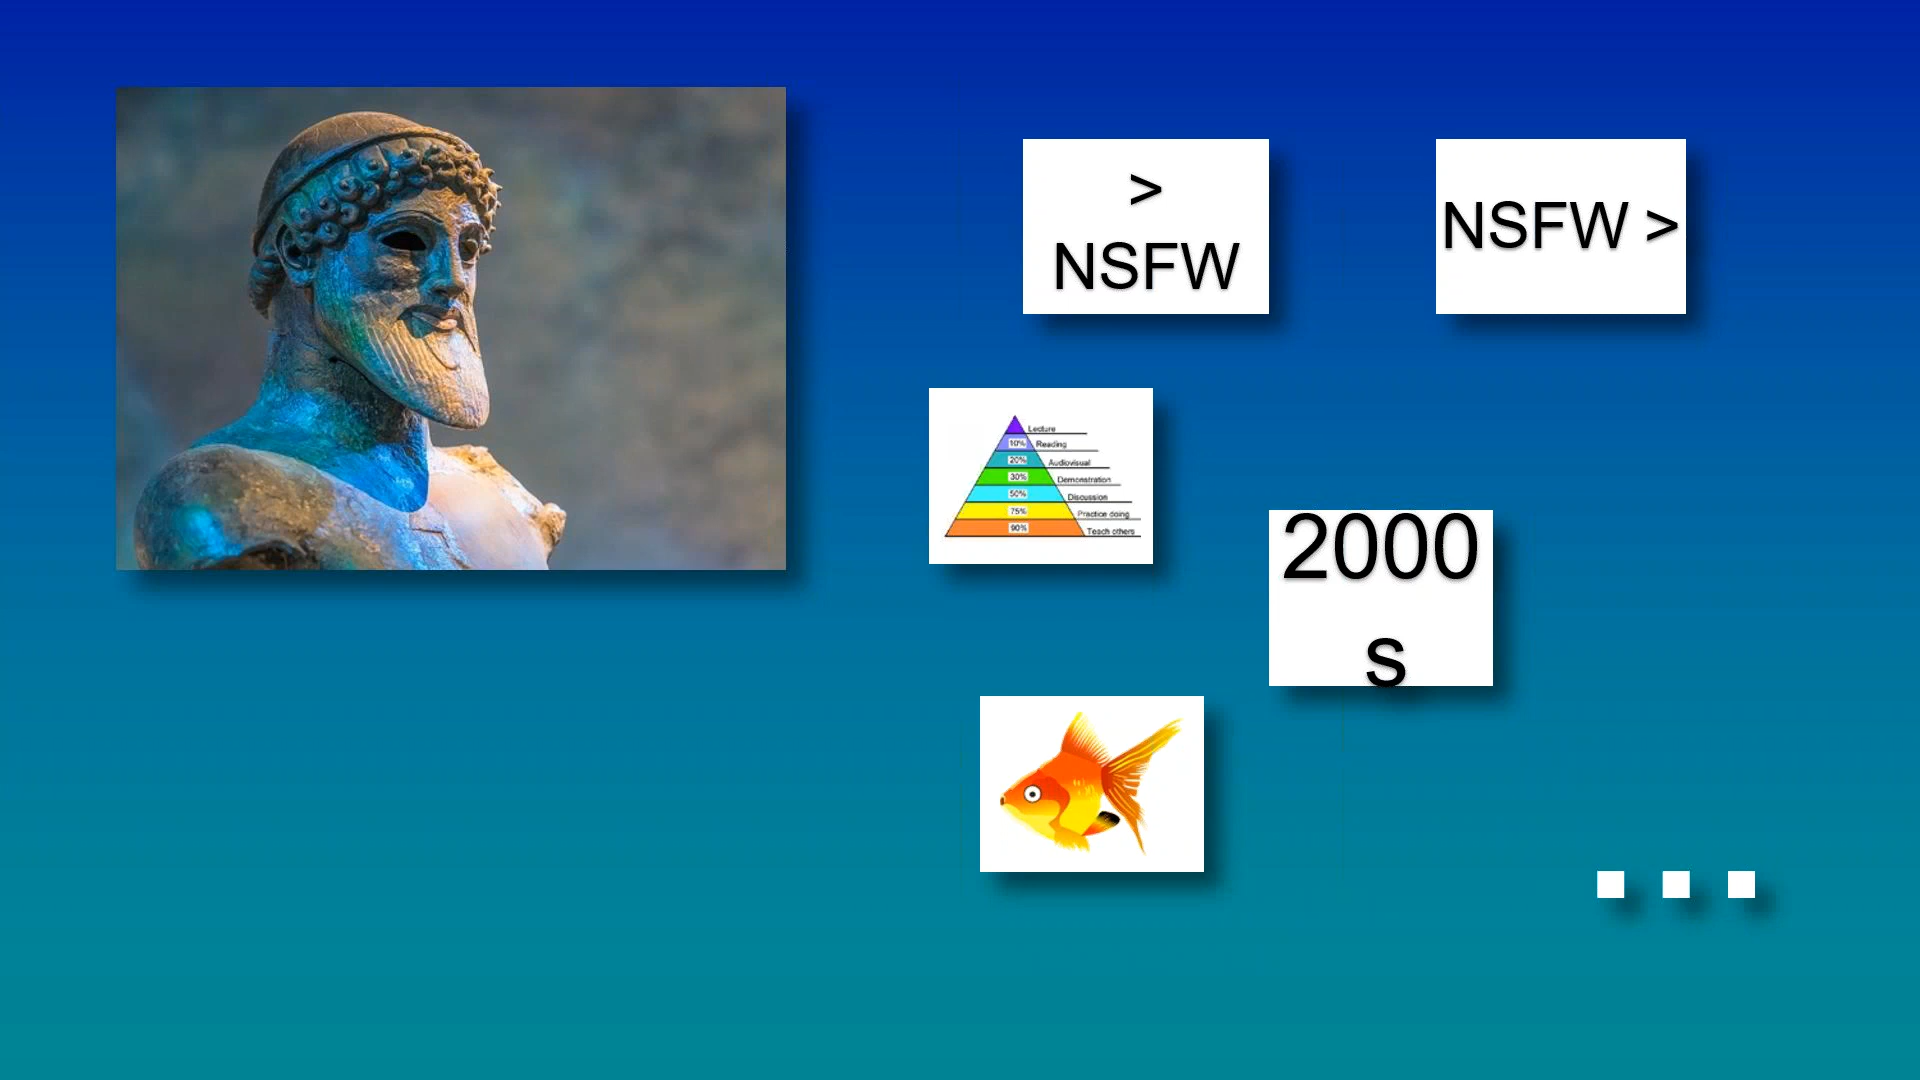 >
NSFW
NSFW >
Lecture
10% Reading
20% Audiovisual
30% Demonstration
50% Discussion
75% Practice doing
90% Teach others
2000
s